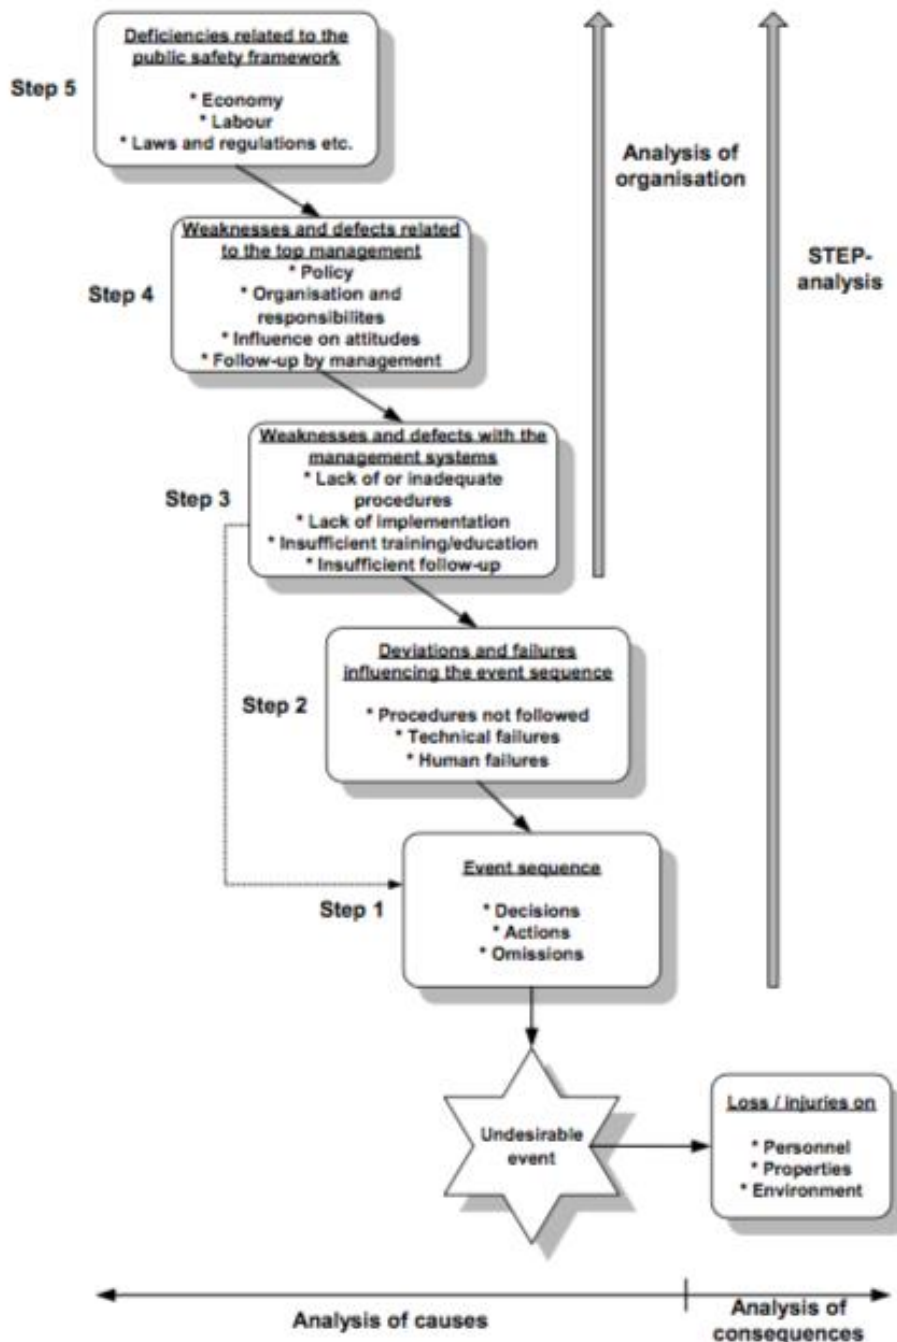 Deficiencies related to the
public safety framework
* Economy
* Labour
* Laws and regulations etc.
Step 5
Analysis of
organisation
STEP-
analysis
Weaknesses and defects related
to the top management
* Policy
* Organisation and
responsibilites
* Influence on attitudes
* Follow-up by management
Step 4
Weaknesses and defects with the
management systems
* Lack of or inadequate
procedures
* Lack of implementation
* Insufficient training/education
* Insufficient follow-up
Step 3
Deviations and failures
influencing the event sequence
* Procedures not followed
* Technical failures
* Human failures
Step 2
Event sequence
* Decisions
* Actions
* Omissions
Step 1
Undesirable
event
Loss / injuries on
* Personnel
* Properties
* Environment
Analysis of causes
Analysis of
consequences